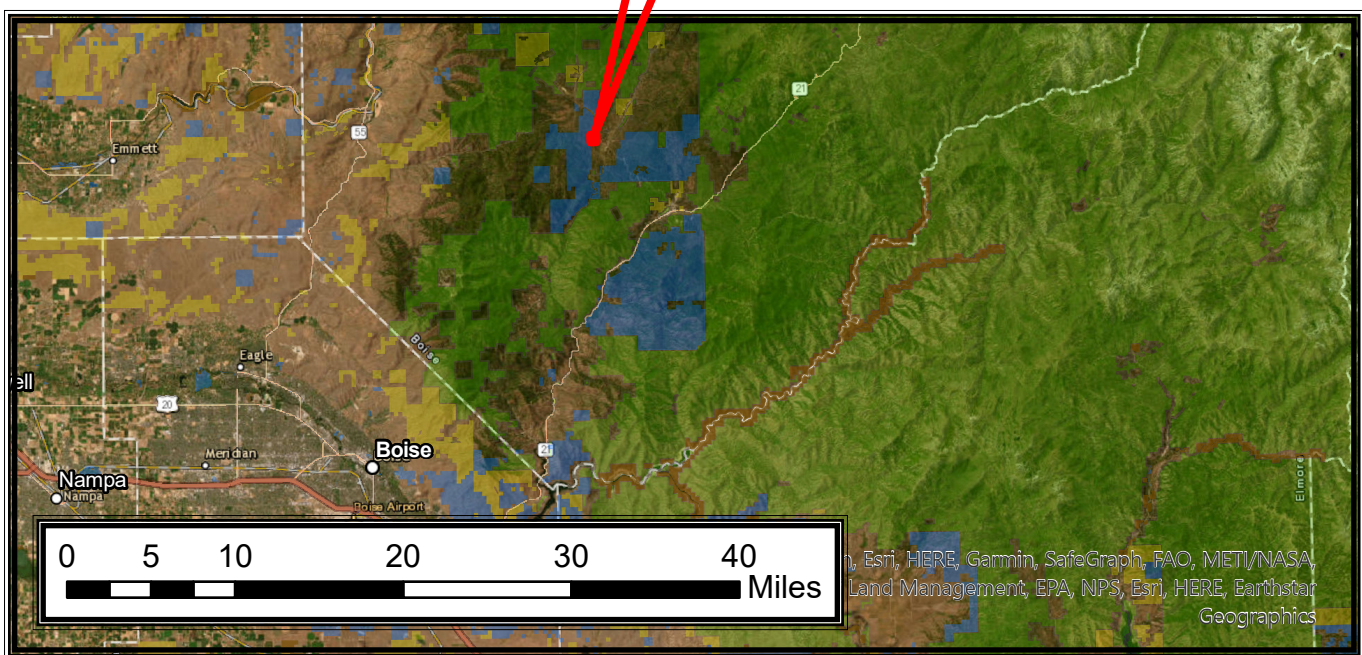 21
55
Emmett
Boise
Eagle
ell
20
Boise
21
Meridian
Nampa
Nampa
Elmore
Boise Airport
0 5 10 20 30 40
Miles
Esri, HERE, Garmin, SafeGraph, FAO, METI/NASA,
Land Management, EPA, NPS, Esri, HERE, Earthstar
Geographics